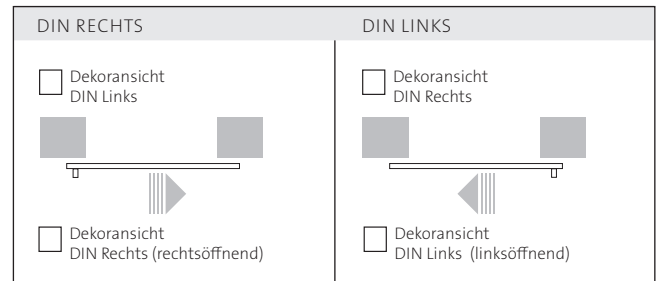 DIN RECHTS
DIN LINKS
Dekoransicht
DIN Links
Dekoransicht
DIN Rechts
Dekoransicht
DIN Rechts (rechtsöffnend)
Dekoransicht
DIN Links (linksöffnend)